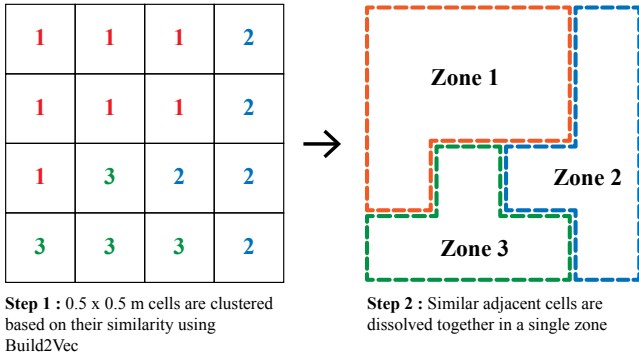 1 1 1 2
1 1 1 2
1 3 2 2
3 3 3 2
Zone 1
Zone 2
Zone 3
Step 1 : 0.5 x 0.5 m cells are clustered
based on their similarity using
Build2Vec
Step 2 : Similar adjacent cells are
dissolved together in a single zone